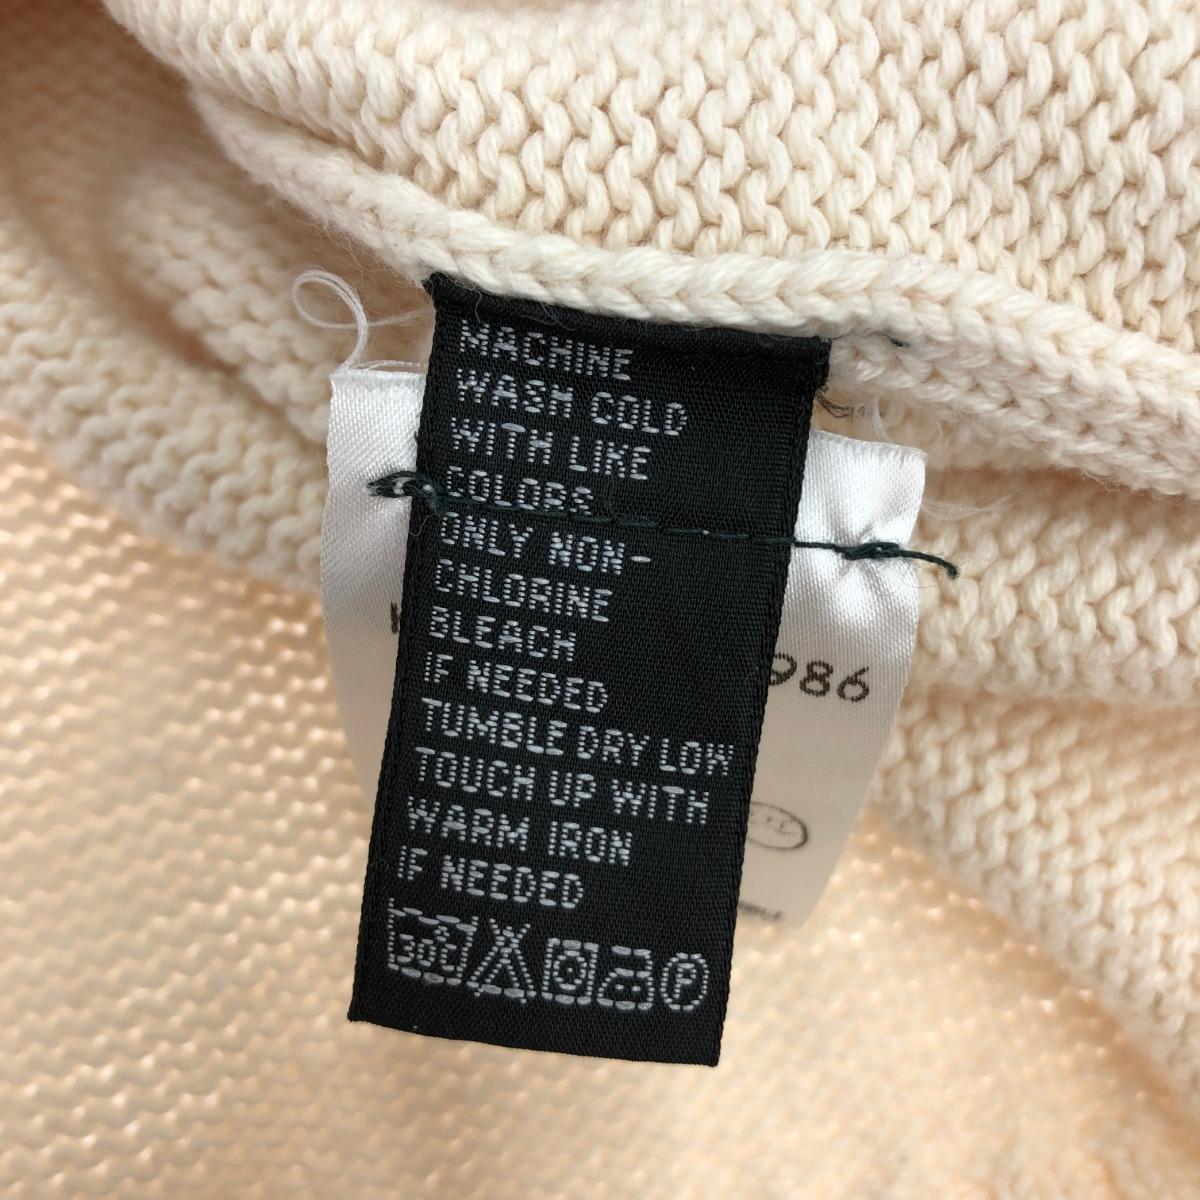 MACHINE
WASH COLD
WITH LIKE
COLORS
ONLY NON-
CHLORINE
BLEACH
IF NEEDED
TUMBLE DRY LOW
TOUCH UP WITH
WARM IRON
IF NEEDED
30° P
986